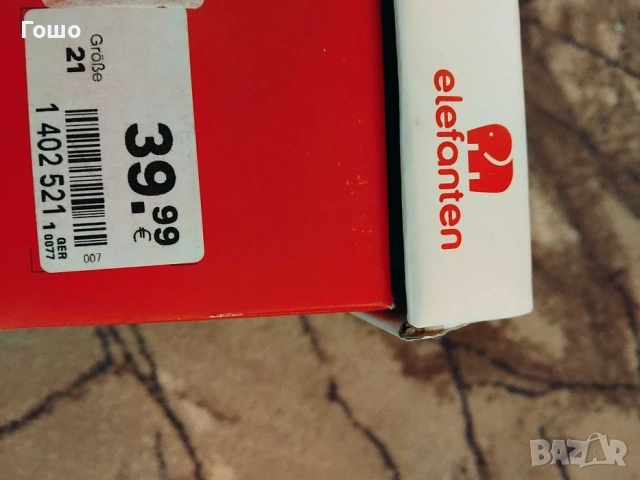 Гошо
Größe
21
1 402 521
GER
1 0077
007
39.99
€
elefanten
BAZAR